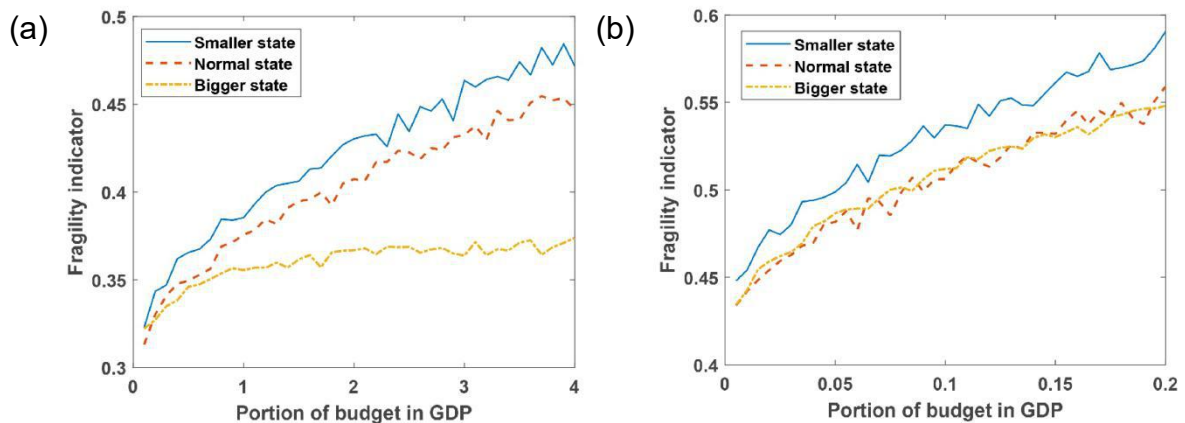 (a)
0.5
0.45
0.4
0.35
0.3
Fragility indicator
Smaller state
Normal state
Bigger state
0 1 2 3 4
Portion of budget in GDP
(b)
0.6
0.55
0.5
0.45
0.4
Fragility indicator
Smaller state
Normal state
Bigger state
0 0.05 0.1 0.15 0.2
Portion of budget in GDP